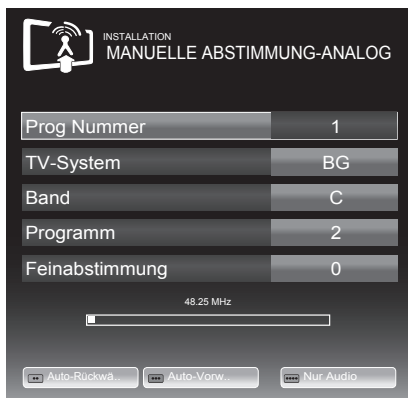 INSTALLATION
MANUELLE ABSTIMMUNG-ANALOG
Prog Nummer 1
TV-System BG
Band C
Programm 2
Feinabstimmung 0
48.25 MHz
Auto-Rückwä.. Auto-Vorw.. Nur Audio